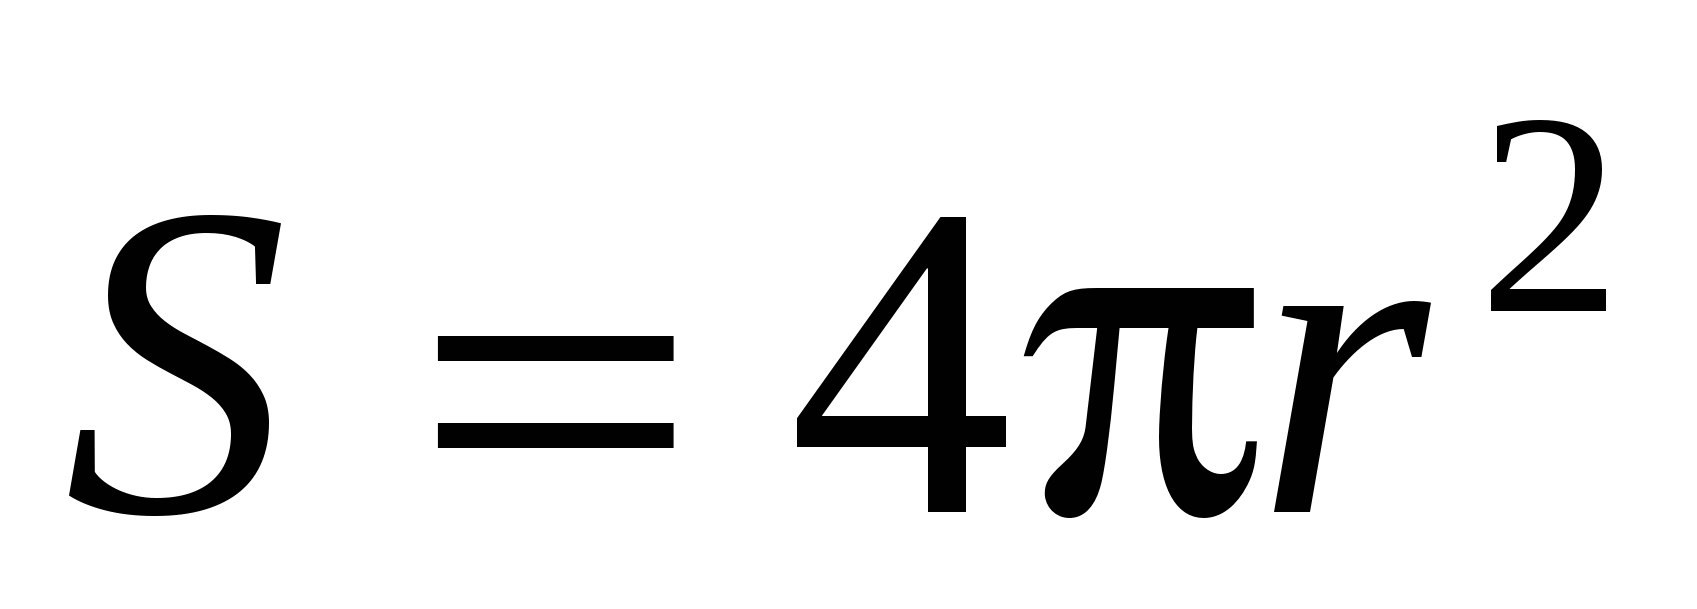 S = 4πr²